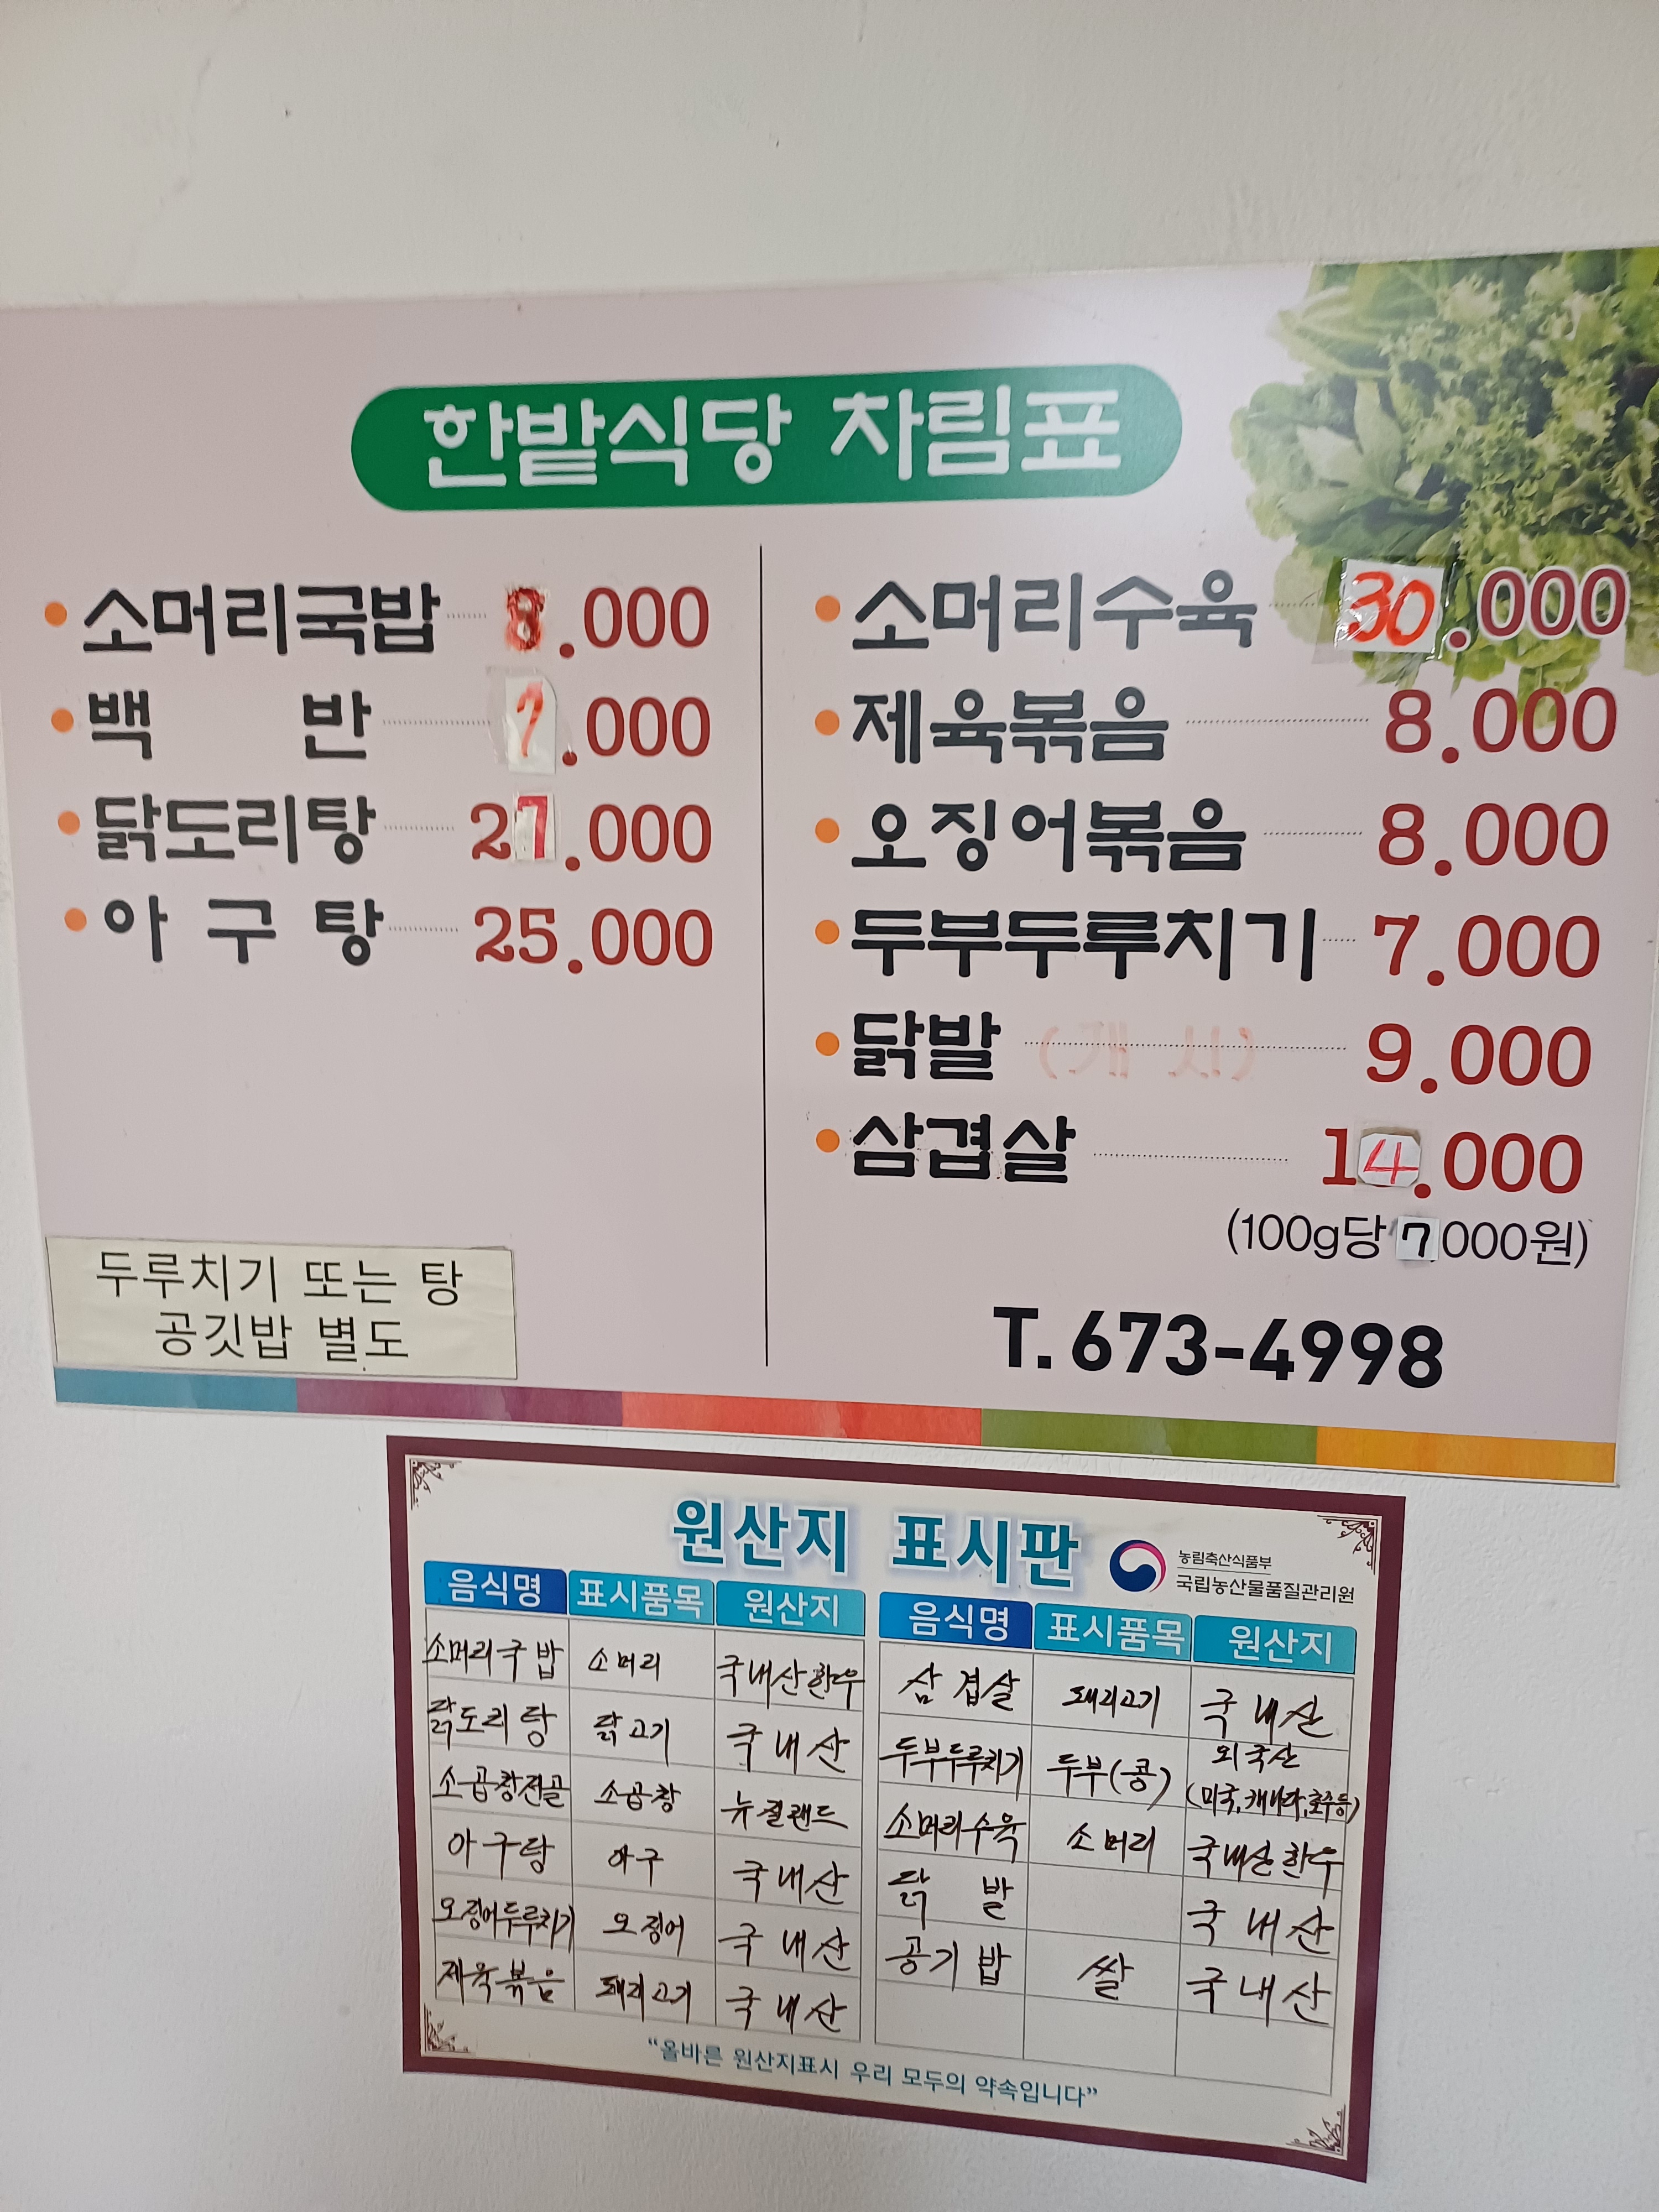 한밭식당 차림표
소머리국밥 8.000
백 반 7.000
닭도리탕 27.000
아 구 탕 25.000
두루치기 또는 탕
공깃밥 별도
소머리수육 30.000
제육볶음 8.000
오징어볶음 8.000
두부두루치기 7.000
닭발 9.000
삼겹살 14.000
(100g당 7,000원)
T. 673-4998
원산지 표시판
농림축산식품부
국립농산물품질관리원
음식명 표시품목 원산지
소머리국밥 소머리 국내산한우
닭도리탕 닭고기 국내산
소곱창전골 소곱창 뉴질랜드
아구탕 아구 국내산
오징어두루치기 오징어 국내산
제육볶음 돼지고기 국내산
음식명 표시품목 원산지
삼겹살 돼지고기 국내산
두부두루치기 두부(콩) 외국산
(미국,캐나다,호주등)
소머리수육 소머리 국내산한우
닭 발 국내산
공기밥 쌀 국내산
"올바른 원산지표시 우리 모두의 약속입니다"